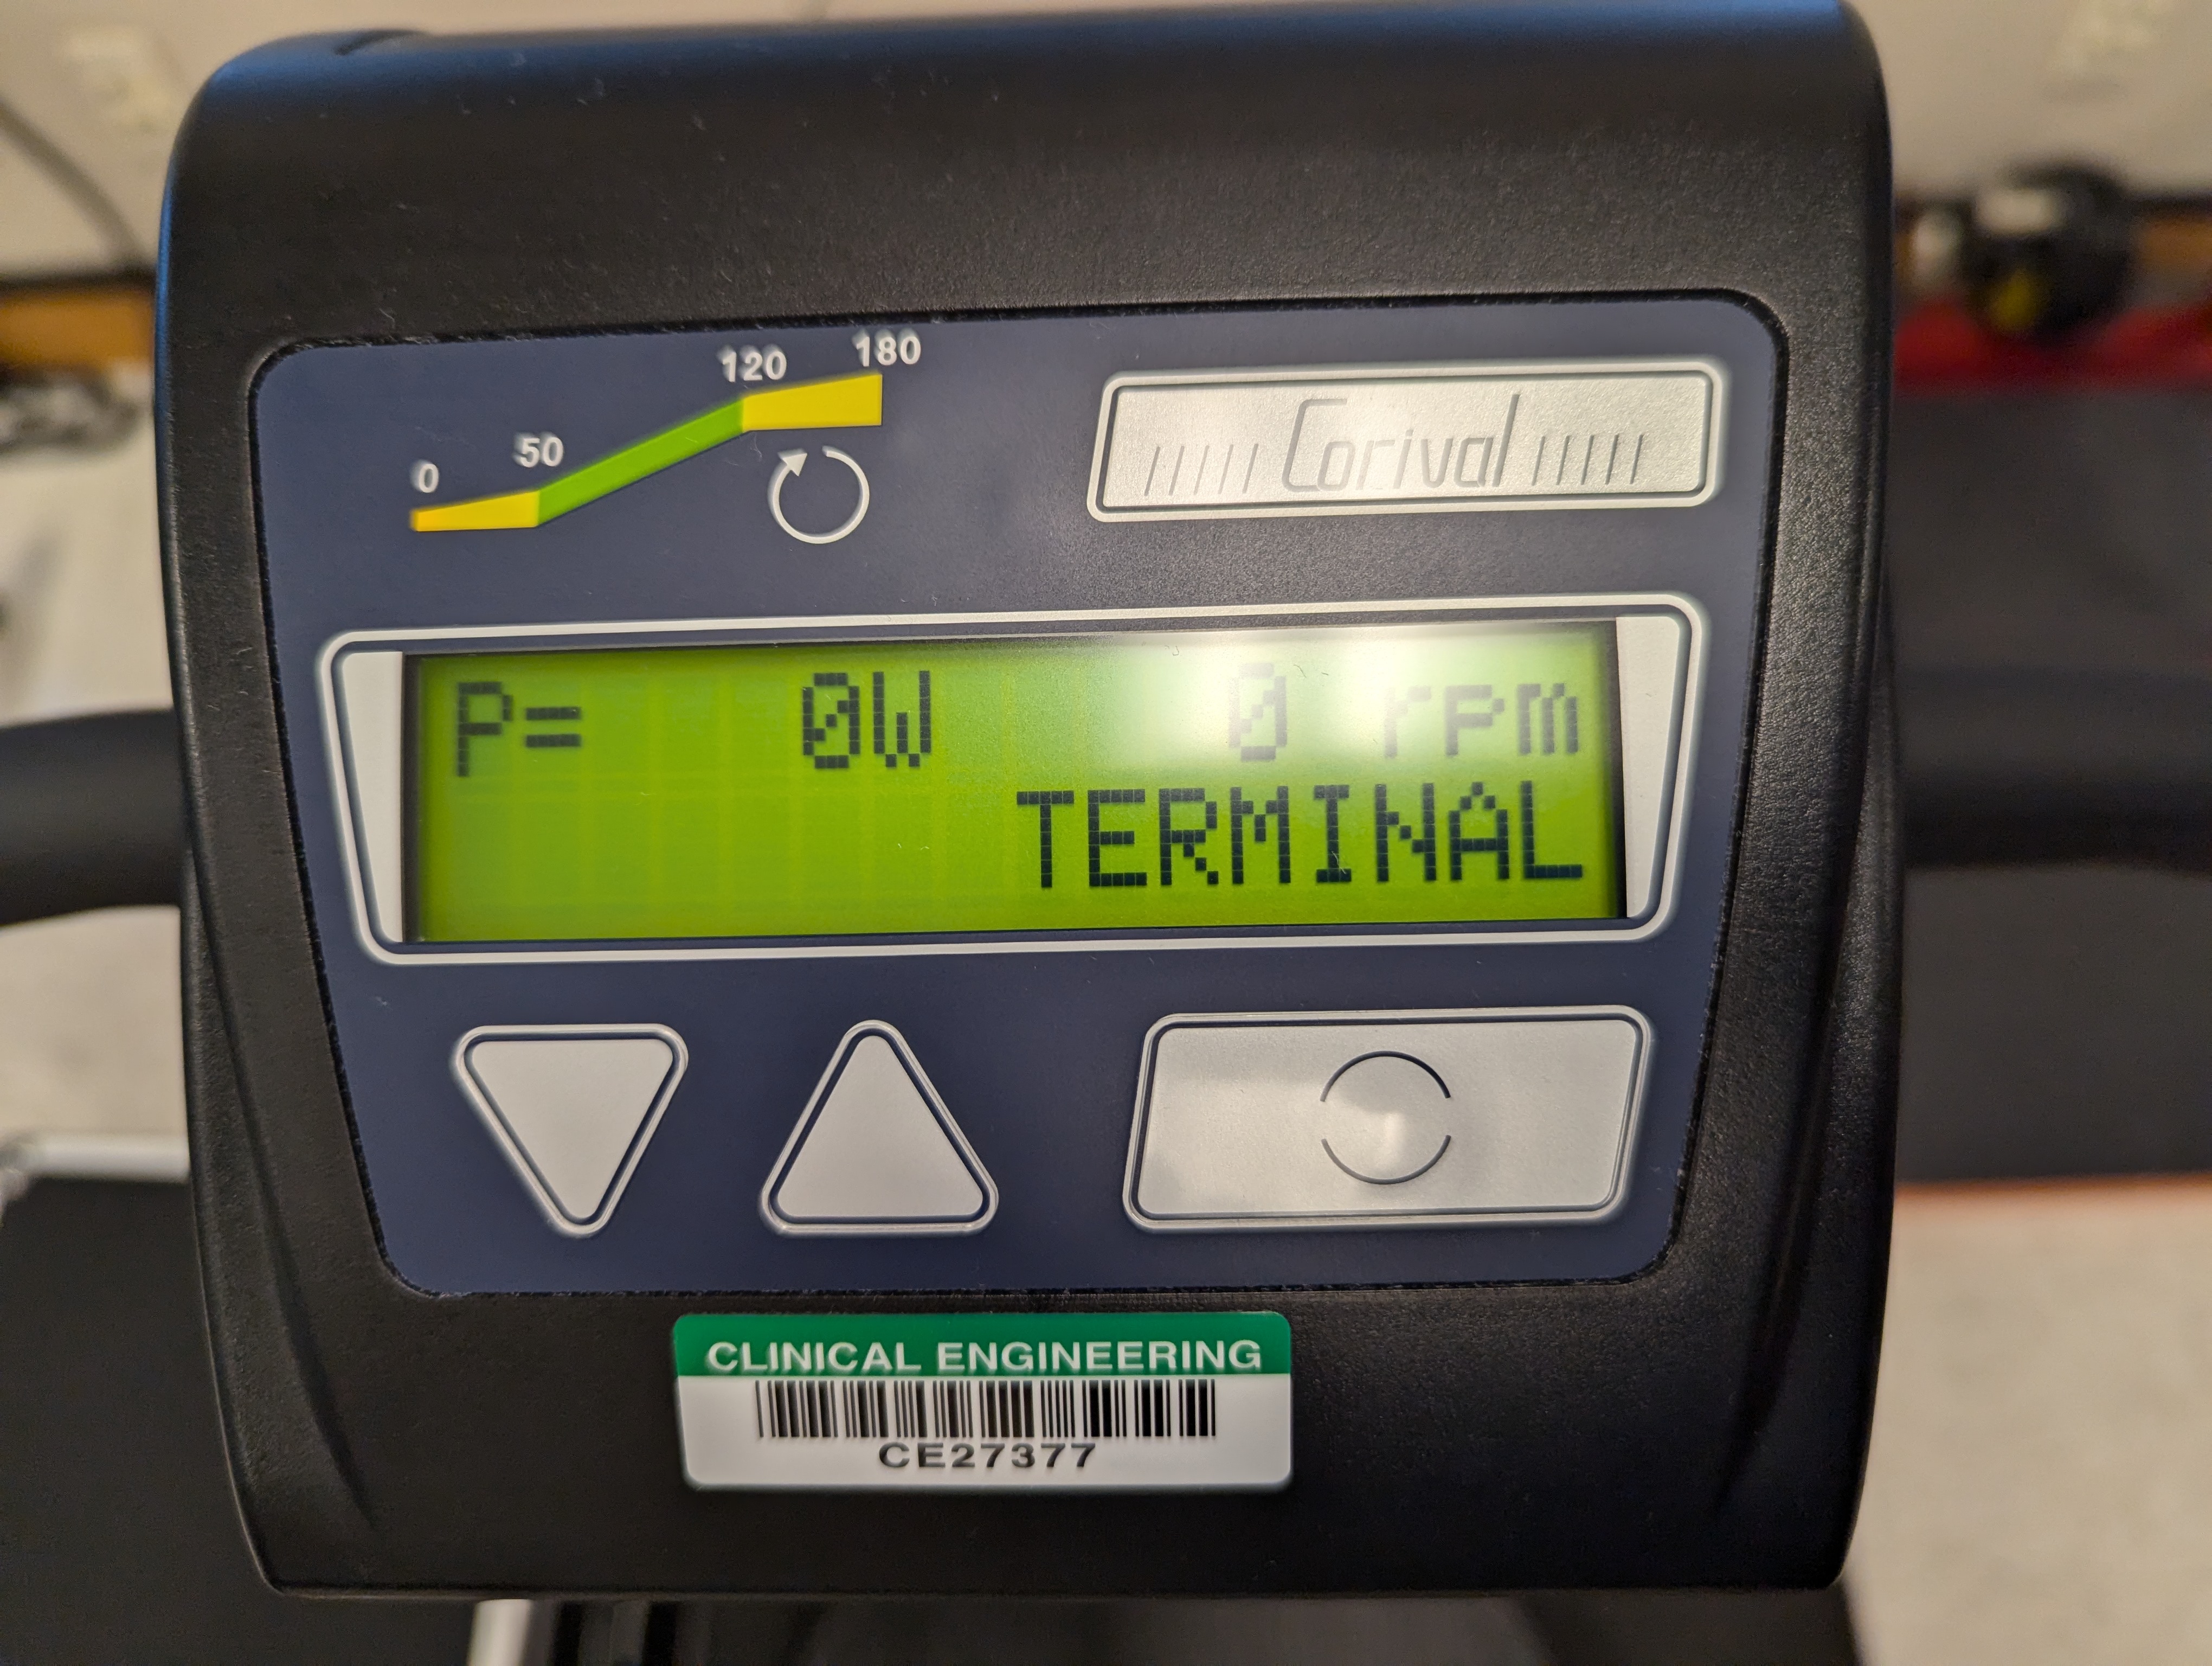 0 50 120 180
Corival
P= 0W 0 rpm
TERMINAL
CLINICAL ENGINEERING
CE27377